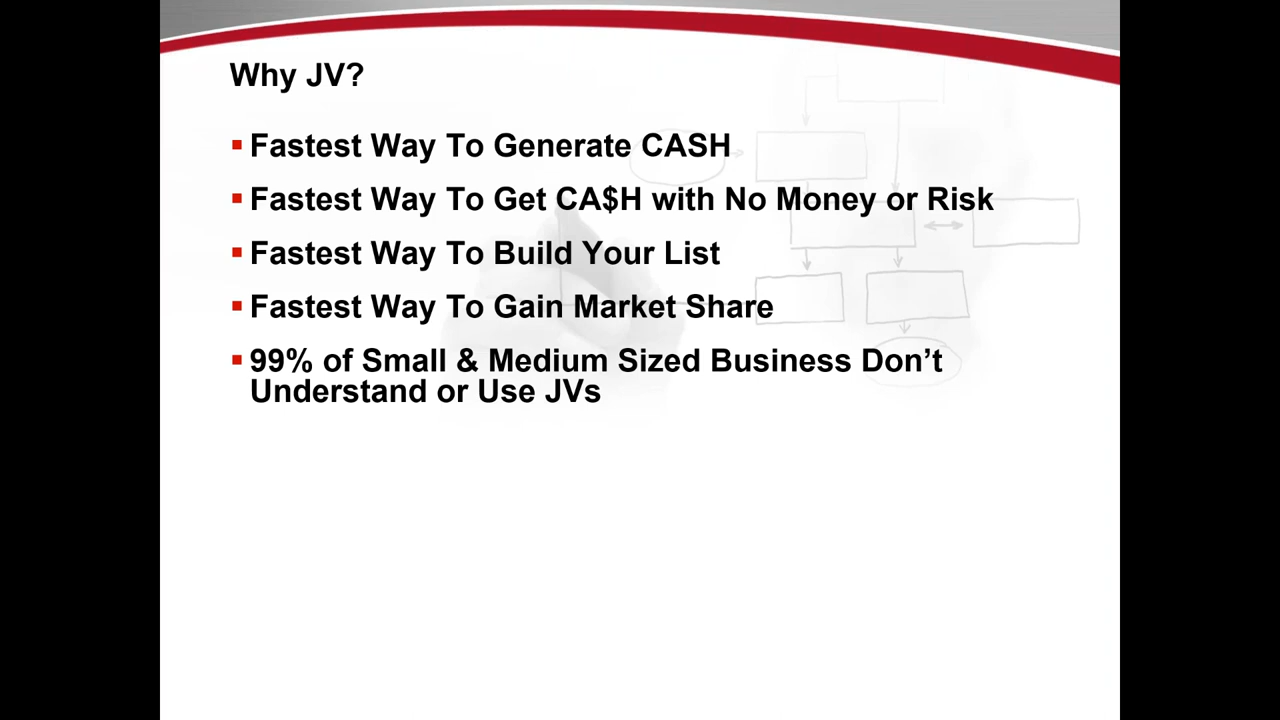 Why JV?
Fastest Way To Generate CASH
Fastest Way To Get CA$H with No Money or Risk
Fastest Way To Build Your List
Fastest Way To Gain Market Share
99% of Small & Medium Sized Business Don’t
Understand or Use JVs